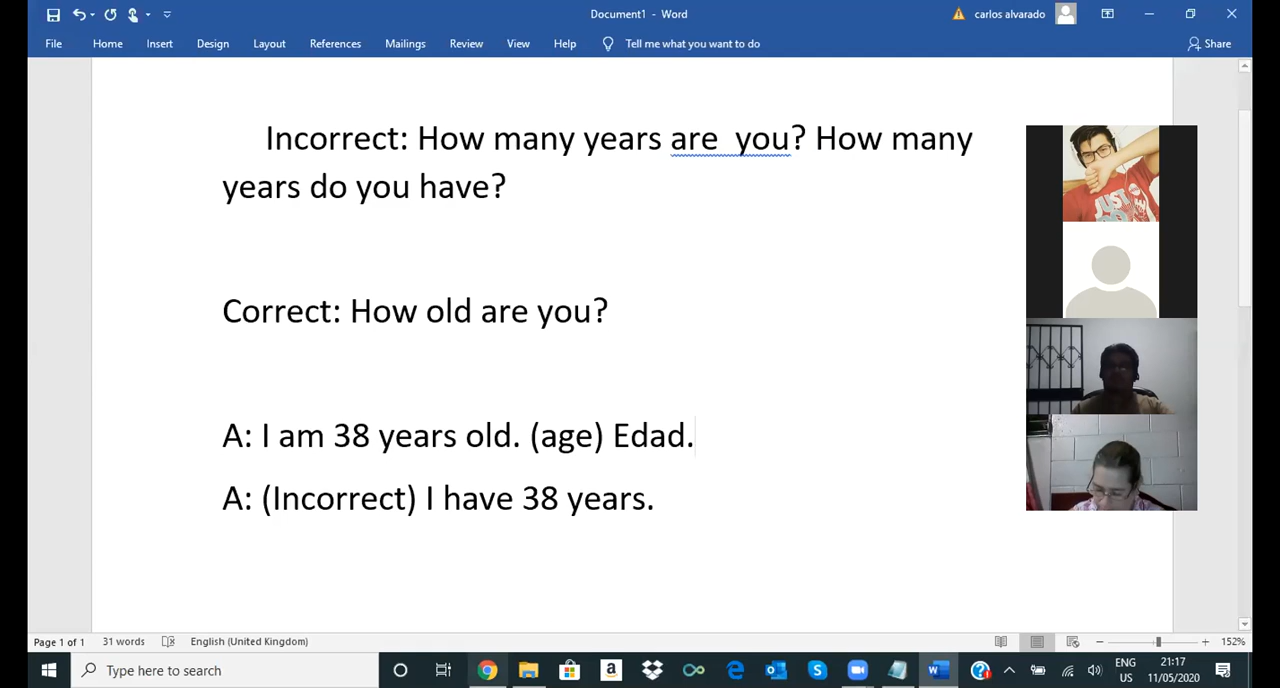 Document1 - Word
carlos alvarado
File Home Insert Design Layout References Mailings Review View Help Tell me what you want to do Share
Incorrect: How many years are  you? How many
years do you have?
Correct: How old are you?
A: I am 38 years old. (age) Edad.
A: (Incorrect) I have 38 years.
JUST
Page 1 of 1 31 words English (United Kingdom) 152%
Type here to search
ENG 21:17
US 11/05/2020